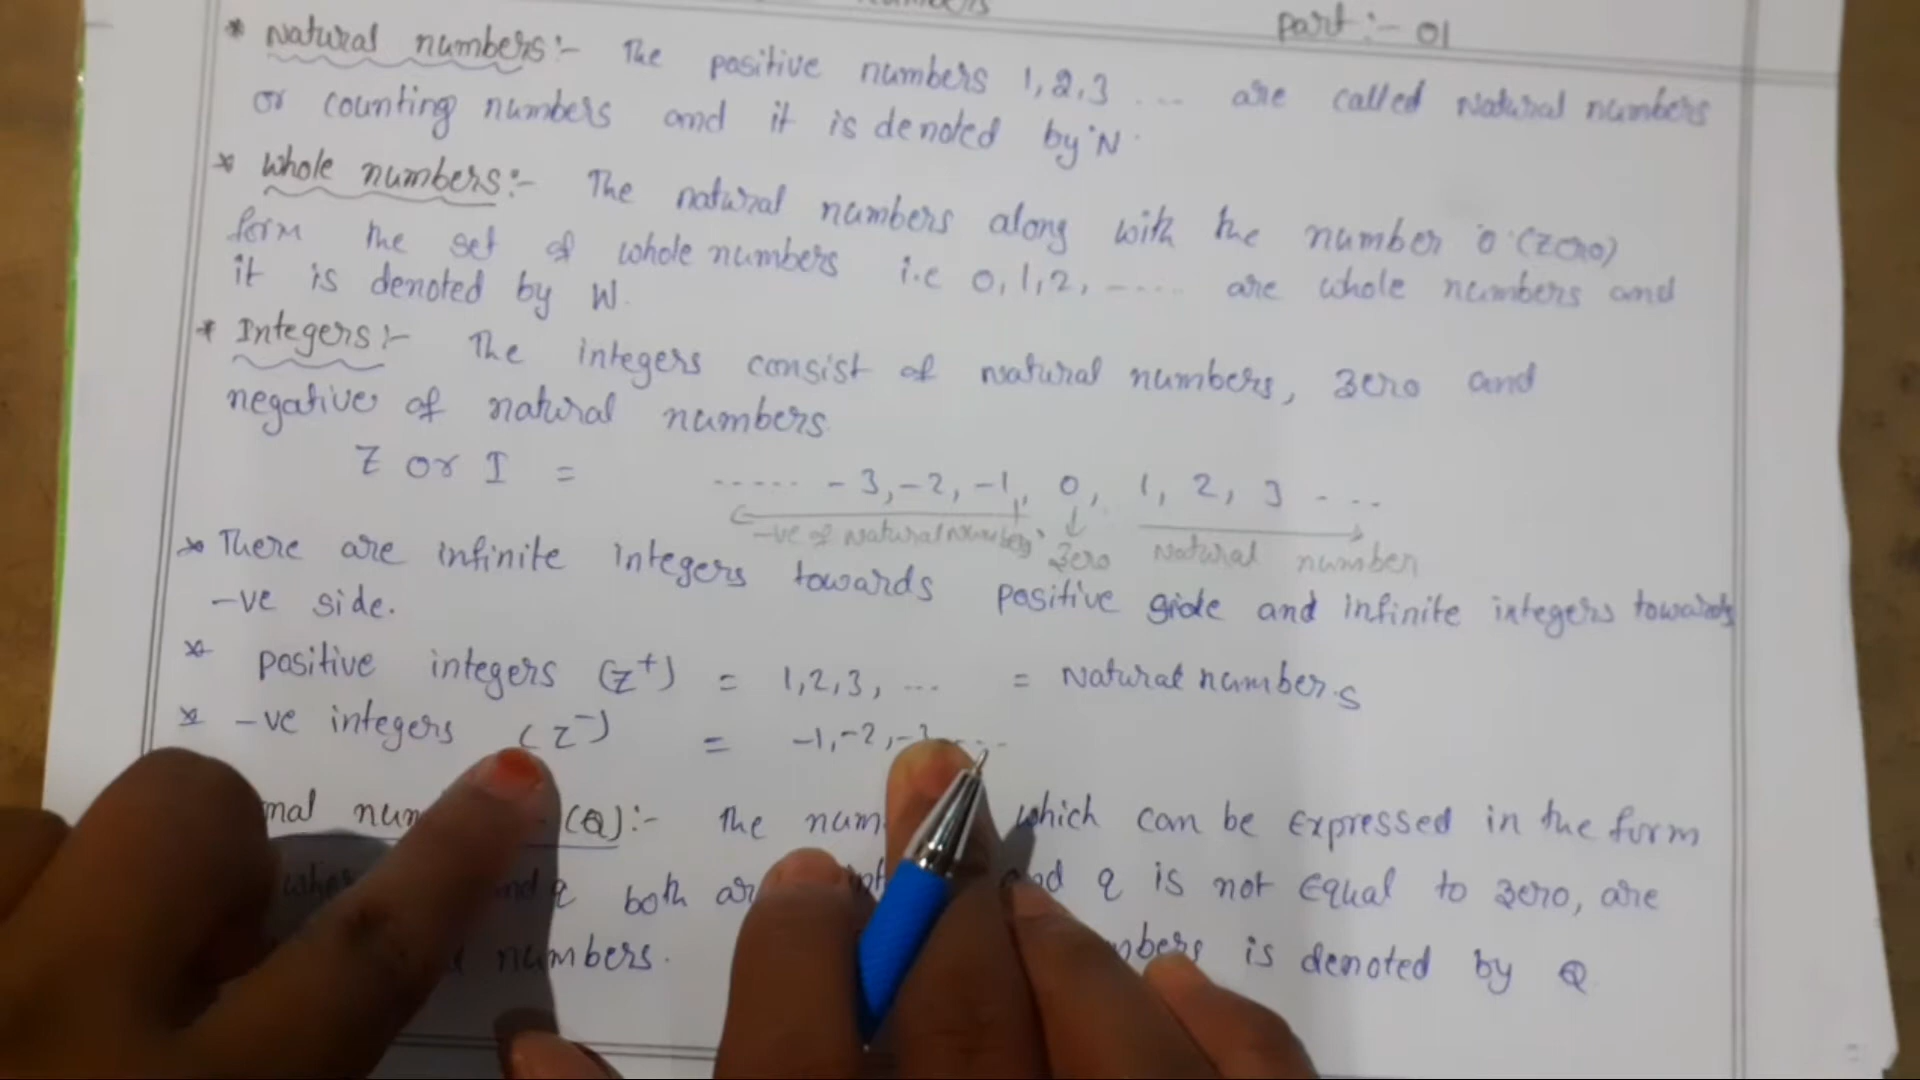 numbers
part:- 01
* Natural numbers:- The positive numbers 1,2,3 .... are called Natural numbers
or counting numbers and it is denoted by 'N'
* Whole numbers:- The natural numbers along with the number '0' (zero)
form the set of whole numbers i.e 0,1,2, ..... are whole numbers and
it is denoted by W.
* Integers:- The integers consist of natural numbers, zero and
negative of natural numbers
Z or I = ...... -3,-2,-1, 0, 1, 2, 3 ....
-ve of natural numbers zero Natural number
* There are infinite integers towards positive side and infinite integers towards
-ve side.
* positive integers (z+) = 1,2,3, ... = Natural numbers
* -ve integers (z-) = -1,-2,-3 ....
(Q):- The which can be expressed in the form
q both and q is not equal to zero, are
numbers. is denoted by Q